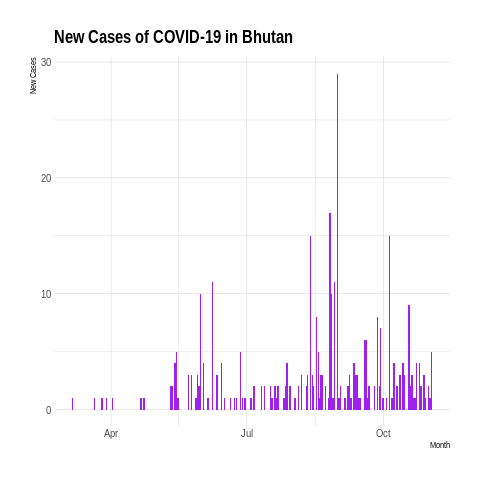 New Cases of COVID-19 in Bhutan
New Cases
30
20
10
0
Apr
Jul
Oct
Month